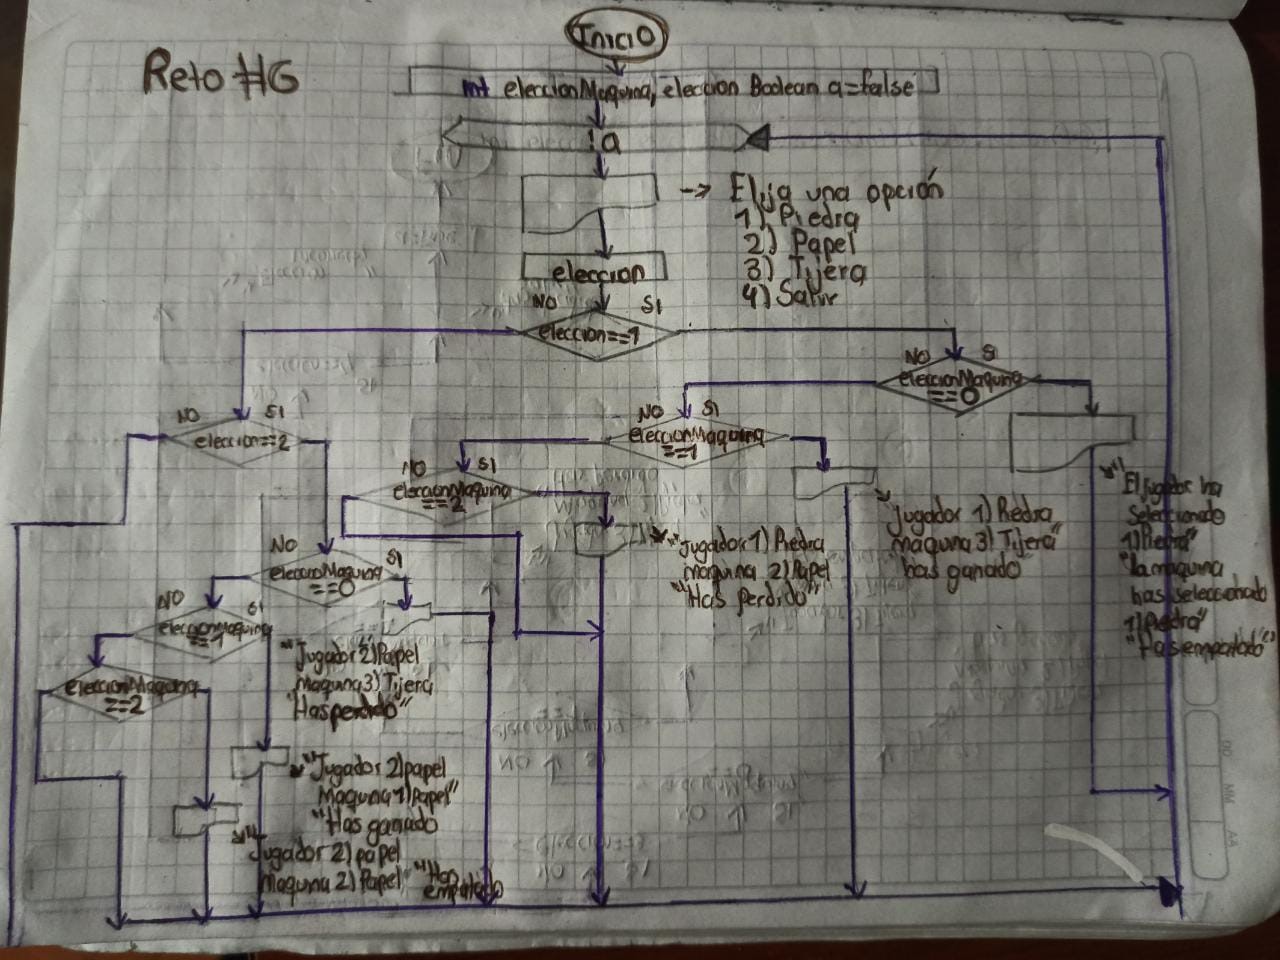 Inicio
Reto #6
int eleccionMaquina, eleccion Boolean a=false
!a
Elija una opción
1) Piedra
2) Papel
3) Tijera
4) Salir
eleccion
NO SI
eleccion==1
NO SI
eleccionMaquina
==0
NO SI
eleccion==2
NO SI
eleccionMaquina
==1
NO SI
eleccionMaquina
==2
"El jugador ha
Seleccionado
1) Piedra"
"la maquina
has seleccionado
1) Piedra"
"Has empatado"
"Jugador 1) Piedra
maquina 3) Tijera"
"has ganado"
"Jugador 1) Piedra
maquina 2) Papel
"Has perdido"
NO SI
eleccionMaquina
==0
NO SI
eleccionMaquina
==1
eleccionMaquina
==2
"Jugador 2) Papel
Maquina 3) Tijera
"Has perdido"
"Jugador 2) papel
Maquina 1) Papel"
"Has ganado
"Jugador 2) papel
Maquina 2) Papel "Has
empatado
DD MM AA